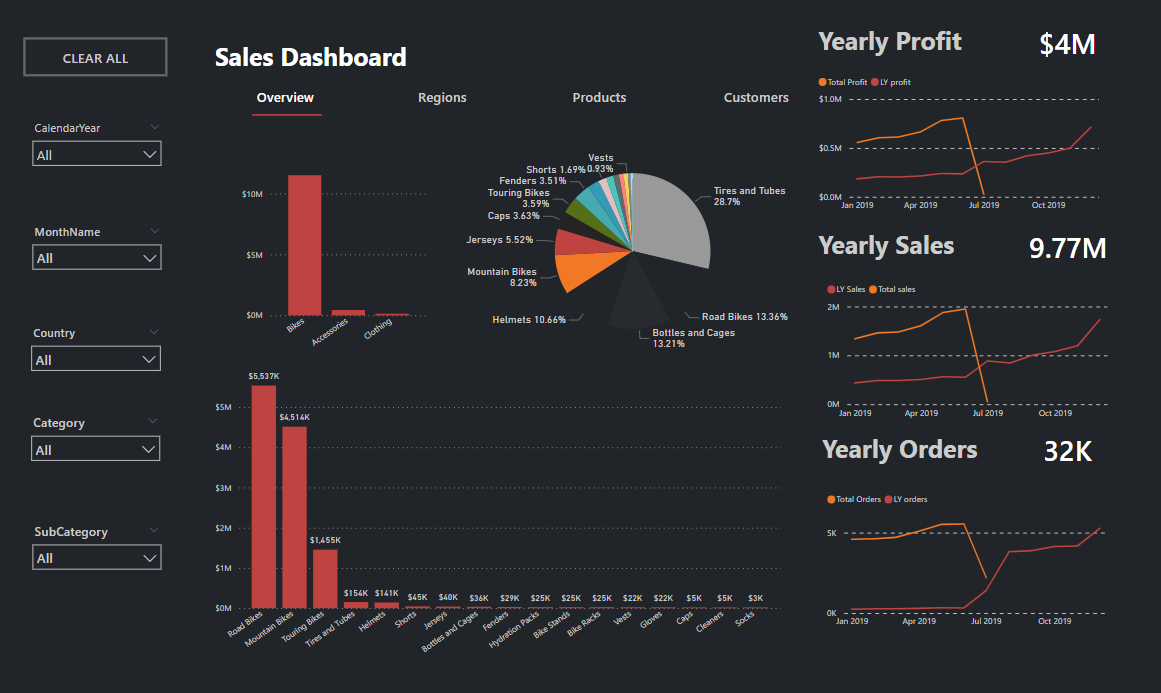 CLEAR ALL
CalendarYear
All
MonthName
All
Country
All
Category
All
SubCategory
All
Sales Dashboard
Overview
Regions
Products
Customers
$10M
$5M
$0M
Bikes
Accessories
Clothing
Vests
0.93%
Shorts 1.69%
Fenders 3.51%
Touring Bikes
3.59%
Caps 3.63%
Jerseys 5.52%
Mountain Bikes
8.23%
Helmets 10.66%
Tires and Tubes
28.7%
Road Bikes 13.36%
Bottles and Cages
13.21%
$5M
$4M
$3M
$2M
$1M
$0M
$5,537K
$4,514K
$1,455K
$154K
$141K
$45K
$40K
$36K
$29K
$25K
$25K
$25K
$22K
$22K
$5K
$5K
$3K
Road Bikes
Mountain Bikes
Touring Bikes
Tires and Tubes
Helmets
Shorts
Jerseys
Bottles and Cages
Fenders
Hydration Packs
Bike Stands
Bike Racks
Vests
Gloves
Caps
Cleaners
Socks
Yearly Profit
$4M
Total Profit
LY profit
$1.0M
$0.5M
$0.0M
Jan 2019
Apr 2019
Jul 2019
Oct 2019
Yearly Sales
9.77M
LY Sales
Total sales
2M
1M
0M
Jan 2019
Apr 2019
Jul 2019
Oct 2019
Yearly Orders
32K
Total Orders
LY orders
5K
0K
Jan 2019
Apr 2019
Jul 2019
Oct 2019